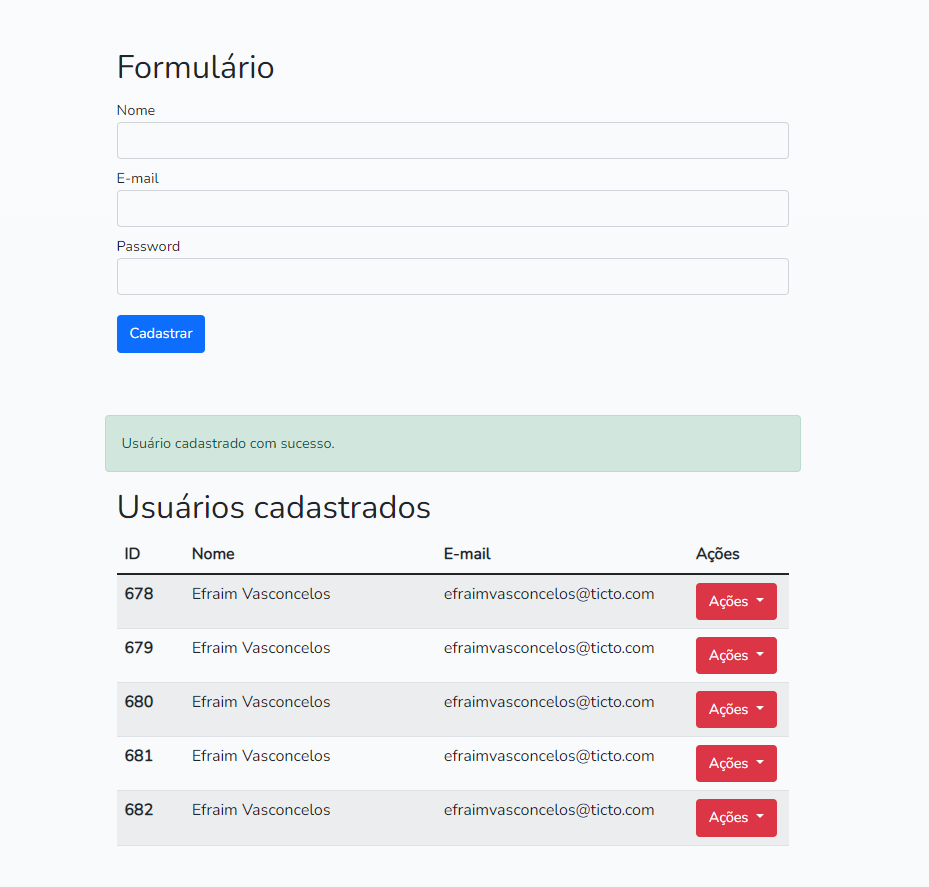 Formulário
Nome
E-mail
Password
Cadastrar
Usuário cadastrado com sucesso.
Usuários cadastrados
ID Nome E-mail Ações
678 Efraim Vasconcelos efraimvasconcelos@ticto.com Ações
679 Efraim Vasconcelos efraimvasconcelos@ticto.com Ações
680 Efraim Vasconcelos efraimvasconcelos@ticto.com Ações
681 Efraim Vasconcelos efraimvasconcelos@ticto.com Ações
682 Efraim Vasconcelos efraimvasconcelos@ticto.com Ações